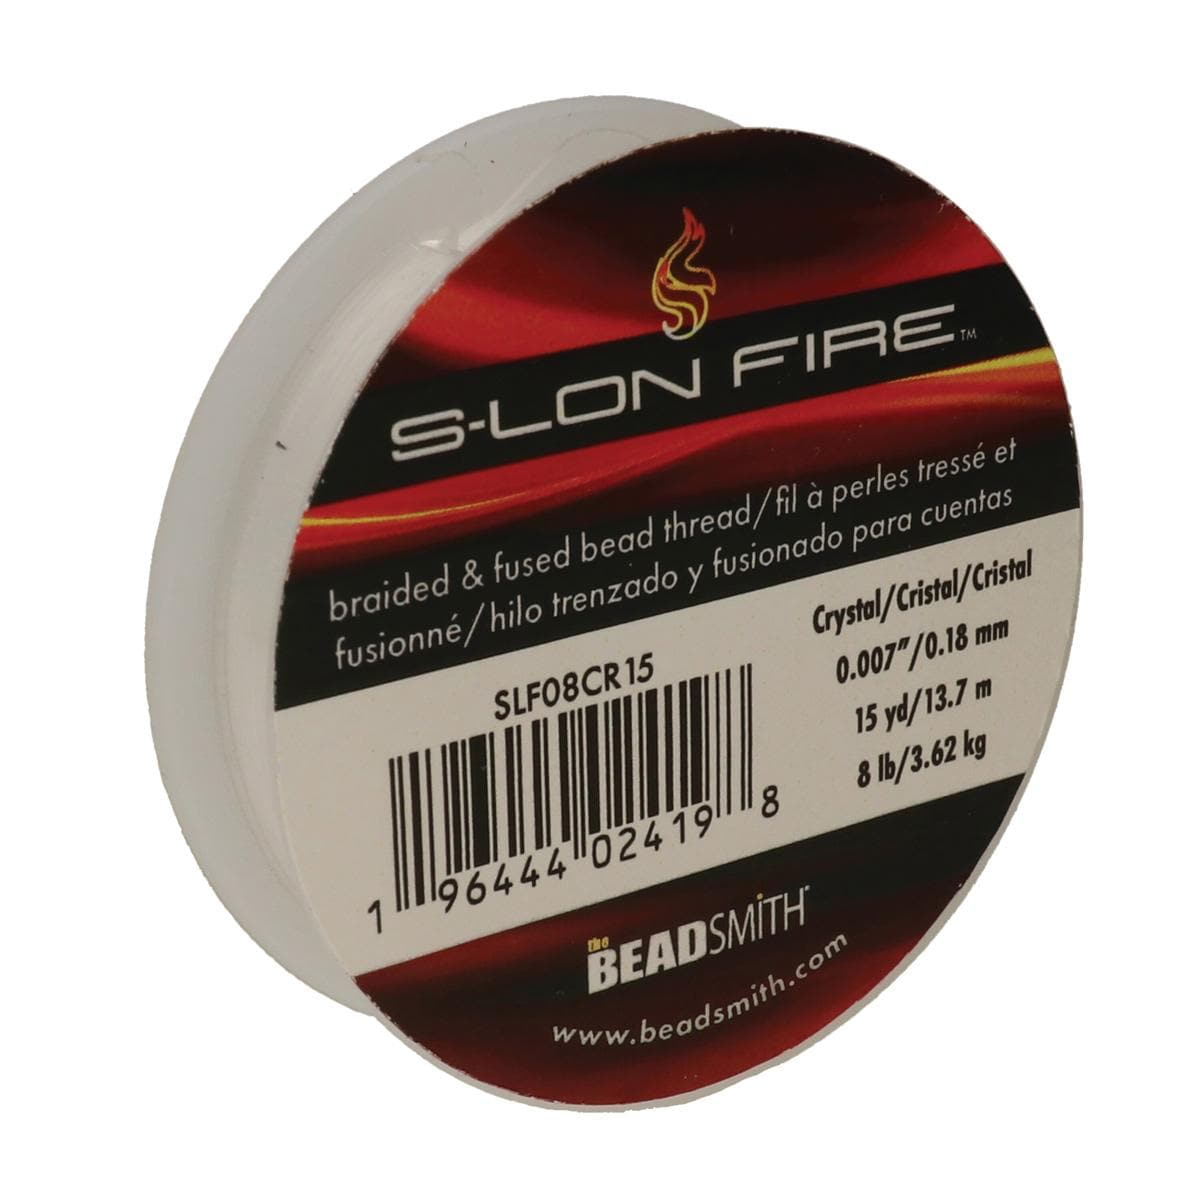 S-LON FIRE™
braided & fused bead thread/fil à perles tressé et
fusionné/hilo trenzado y fusionado para cuentas
SLF08CR15
1 96444 02419 8
Crystal/Cristal/Cristal
0.007"/0.18 mm
15 yd/13.7 m
8 lb/3.62 kg
the BEADSMiTH
www.beadsmith.com